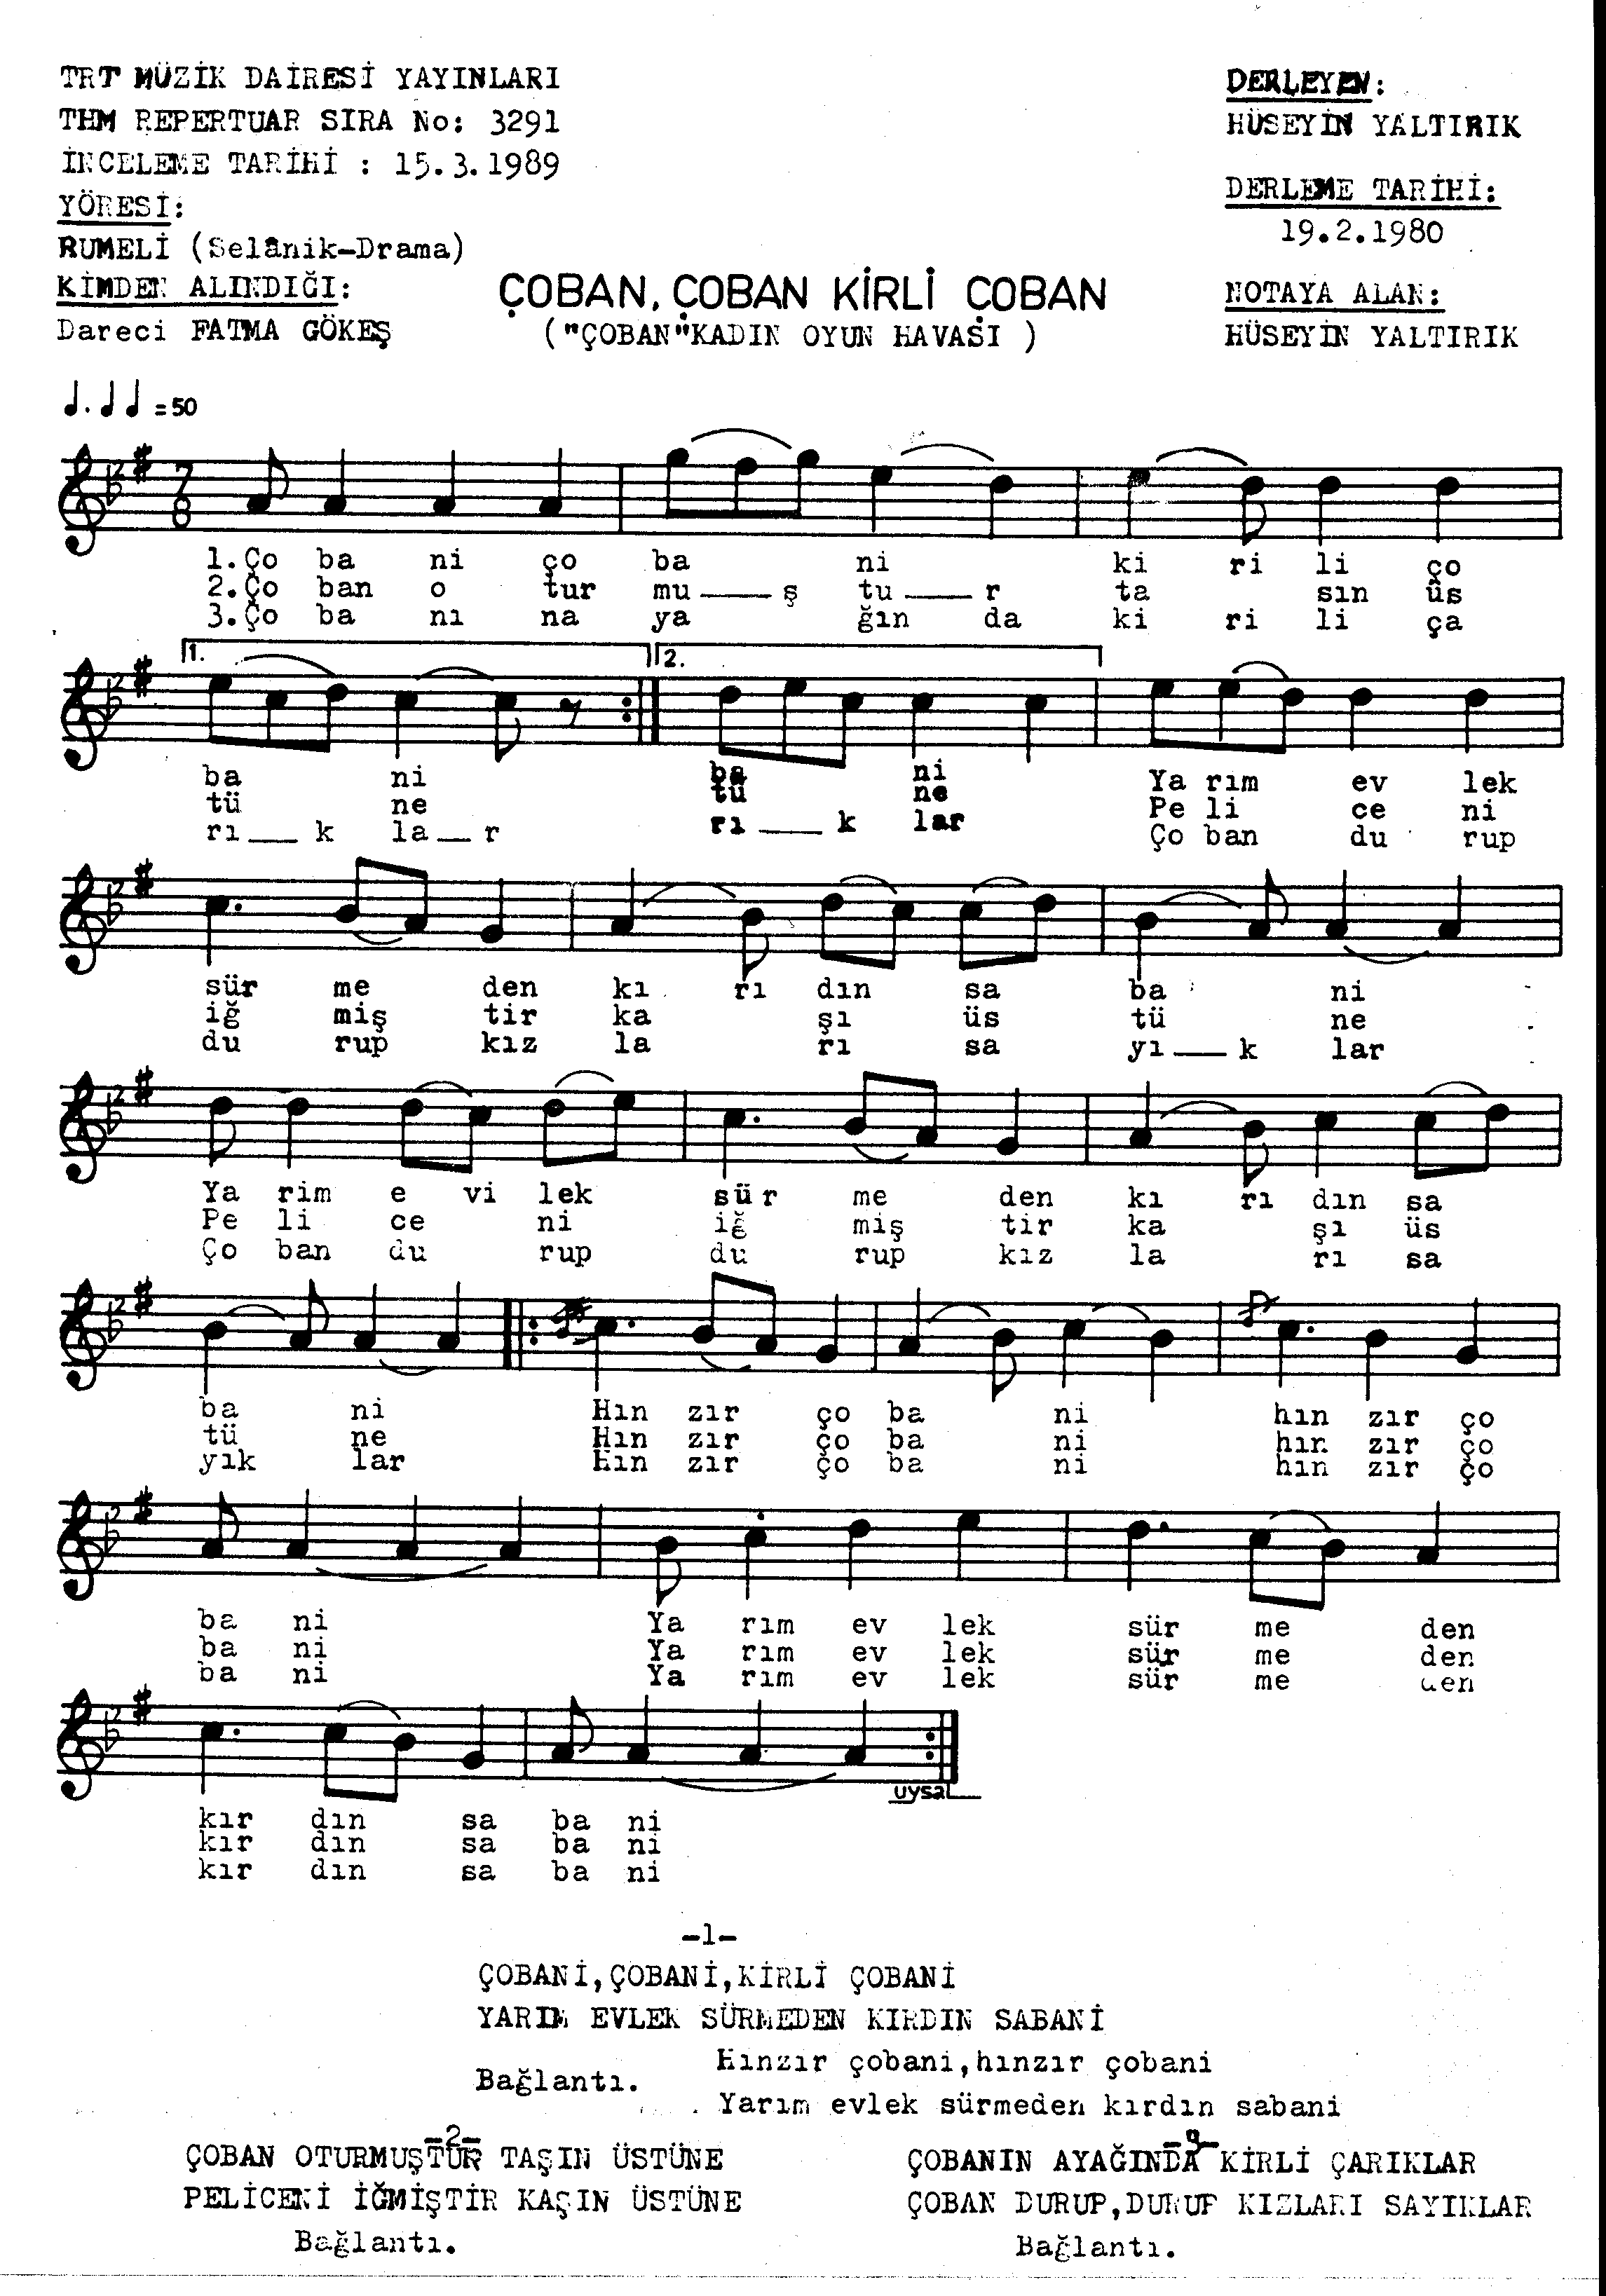 TRT MÜZİK DAİRESİ YAYINLARI
THM REPERTUAR SIRA No: 3291
İNCELEME TARİHİ : 15.3.1989
YÖRESİ:
RUMELİ (Selânik-Drama)
KİMDEN ALINDIĞI:
Dareci FATMA GÖKEŞ
ÇOBAN, ÇOBAN KİRLİ ÇOBAN
("ÇOBAN"KADIN OYUN HAVASI )
DERLEYEN:
HÜSEYİN YALTIRIK
DERLEME TARİHİ:
19.2.1980
NOTAYA ALAN:
HÜSEYİN YALTIRIK
= 50
7
8
1.Ço ba ni ço ba ni ki ri li ço
2.Ço ban o tur mu___ş tu___r ta sın üs
3.Ço ba nı na ya ğın da ki ri li ça
1. 2.
ba ni ba ni Ya rım ev lek
tü ne tü ne Pe li ce ni
rı___k la__r rı___k lar Ço ban du rup
sür me den kı rı dın sa ba ni
iğ miş tir ka şı üs tü ne
du rup kız la rı sa yı___k lar
Ya rim e vi lek sür me den kı rı dın sa
Pe li ce ni iğ miş tir ka şı üs
Ço ban du rup du rup kız la rı sa
ba ni Hın zır ço ba ni hın zır ço
tü ne Hın zır ço ba ni hın zır ço
yık lar Hın zır ço ba ni hın zır ço
ba ni Ya rım ev lek sür me den
ba ni Ya rım ev lek sür me den
ba ni Ya rım ev lek sür me den
uysal
kır dın sa ba ni
kır dın sa ba ni
kır dın sa ba ni
-1-
ÇOBANİ,ÇOBANİ,KİRLİ ÇOBANİ
YARIM EVLEK SÜRMEDEN KIRDIN SABANİ
Hınzır çobani,hınzır çobani
Bağlantı.
Yarım evlek sürmeden kırdın sabani
-2-
ÇOBAN OTURMUŞTUR TAŞIN ÜSTÜNE
PELİCENİ İĞMİŞTİR KAŞIN ÜSTÜNE
Bağlantı.
ÇOBANIN AYAĞINDA KİRLİ ÇARIKLAR
ÇOBAN DURUP,DURUP KIZLARI SAYIKLAR
Bağlantı.